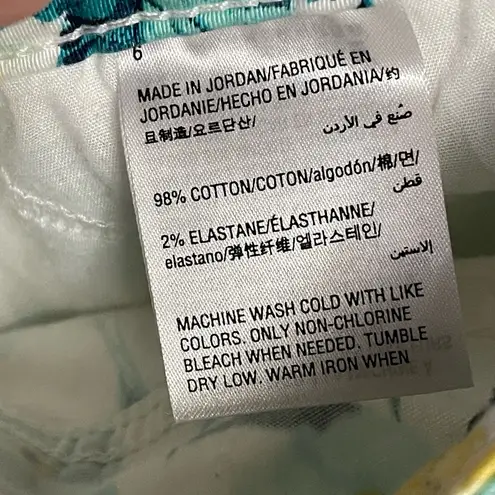 6
MADE IN JORDAN/FABRIQUÉ EN
JORDANIE/HECHO EN JORDANIA/约
旦制造/요르단산/
صُنع في الأردن
98% COTTON/COTON/algodón/棉/면/
قطن
2% ELASTANE/ÉLASTHANNE/
elastano/弹性纤维/엘라스테인/
الاستهن
MACHINE WASH COLD WITH LIKE
COLORS. ONLY NON-CHLORINE
BLEACH WHEN NEEDED. TUMBLE
DRY LOW. WARM IRON WHEN